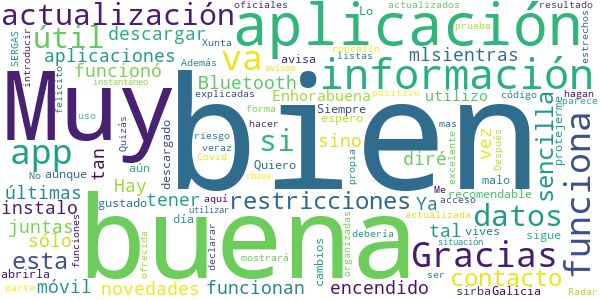 actualización oficiales aplicación actualizados Lo resultado
SERGAS introducir útil descargar Xunta va prueba estrechos
aplicaciones Además avisa listas concello mlsientras
felicito funcionó Bluetooth avisos información
instantáneo explicadas Enhorabuena utilizo código hagan parece
Muy bien
uso forma Siempre positivo
app Quizás tan descargado riesgo hacer si espero mas vez Después protejerme sencilla funciona
No aunque aún veraz Covid sino diré excelente malo
últimas Hay Quiero propia Me recomendable
instalo gustado tener clave restricciones Ya acceso datos
juntas día buena aquí utilizar tal vives actualizada sigue
sólo funciones declarar organizadas debería Gracias
esta ofrecida mostrará cambios situación
abrirla móvil novedades funcionan encendido ser contacto
parte sirbaGalicia Radar